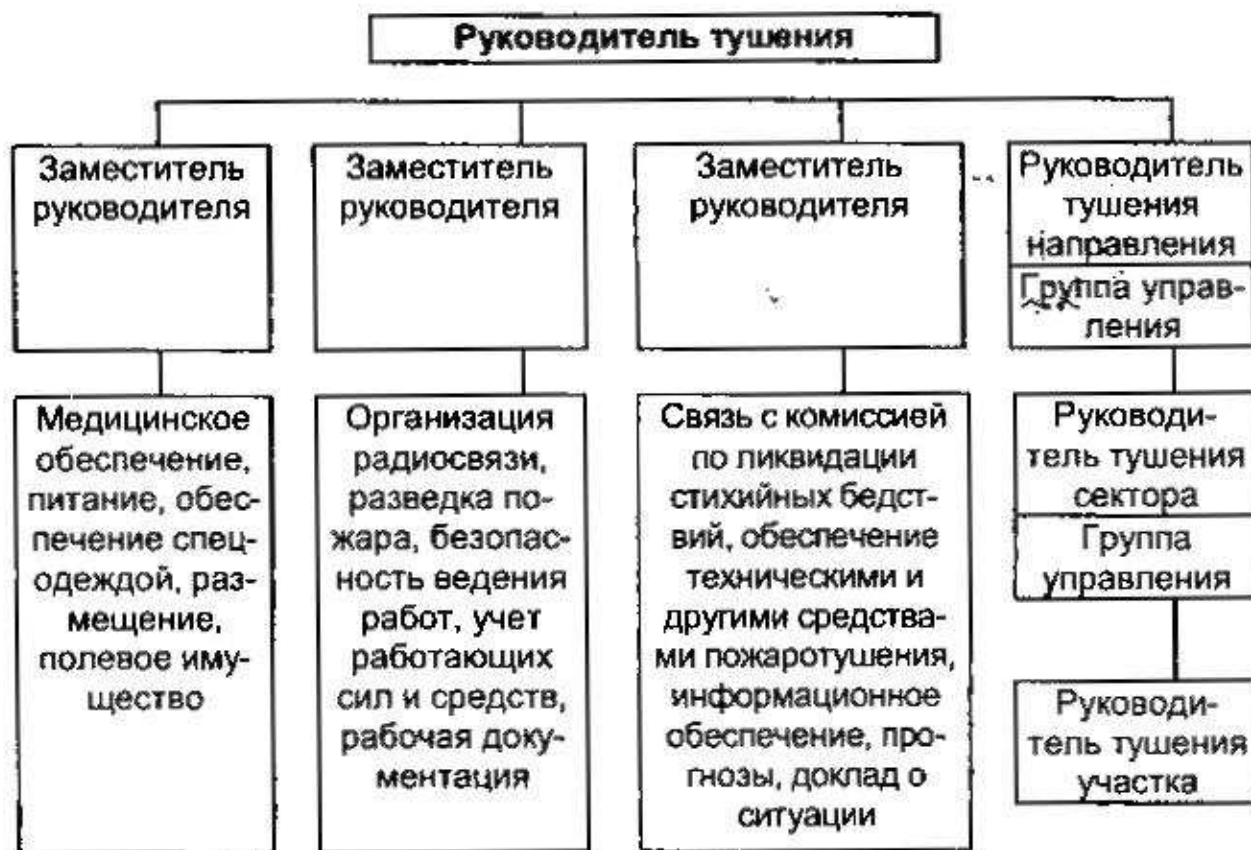 Руководитель тушения
Заместитель
руководителя
Заместитель
руководителя
Заместитель
руководителя
Руководитель
тушения
направления
Группа управ-
ления
Медицинское
обеспечение,
питание, обес-
печение спец-
одеждой, раз-
мещение,
полевое иму-
щество
Организация
радиосвязи,
разведка по-
жара, безопас-
ность ведения
работ, учет
работающих
сил и средств,
рабочая доку-
ментация
Связь с комиссией
по ликвидации
стихийных бедст-
вий, обеспечение
техническими и
другими средства-
ми пожаротушения,
информационное
обеспечение, про-
гнозы, доклад о
ситуации
Руководи-
тель тушения
сектора
Группа
управления
Руководи-
тель тушения
участка